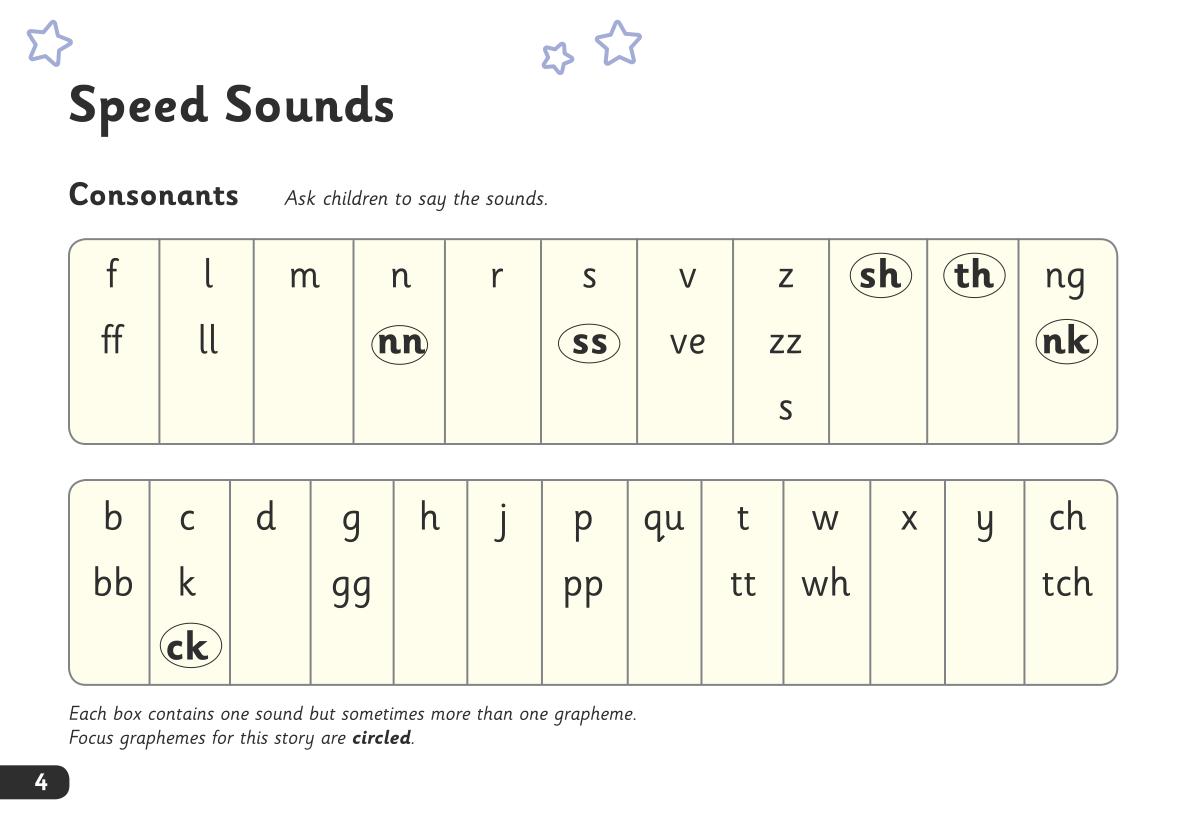 Speed Sounds
Consonants Ask children to say the sounds.
f l m n r s v z sh th ng
ff ll nn ss ve zz nk
s
b c d g h j p qu t w x y ch
bb k gg pp tt wh tch
ck
Each box contains one sound but sometimes more than one grapheme.
Focus graphemes for this story are circled.
4